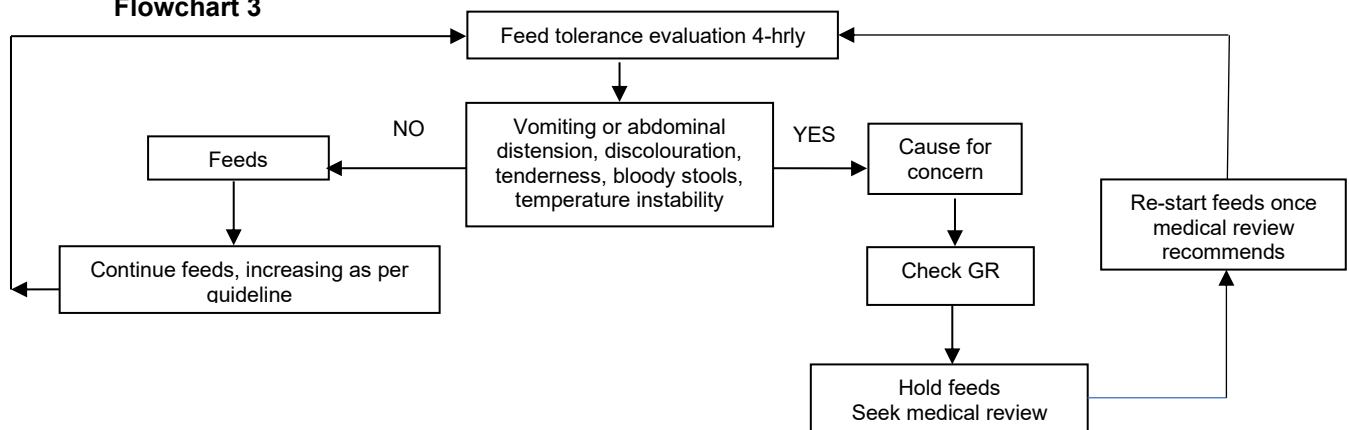 Flowchart 3
Feed tolerance evaluation 4-hrly
NO
Vomiting or abdominal
distension, discolouration,
tenderness, bloody stools,
temperature instability
YES
Feeds
Cause for
concern
Re-start feeds once
medical review
recommends
Continue feeds, increasing as per
guideline
Check GR
Hold feeds
Seek medical review